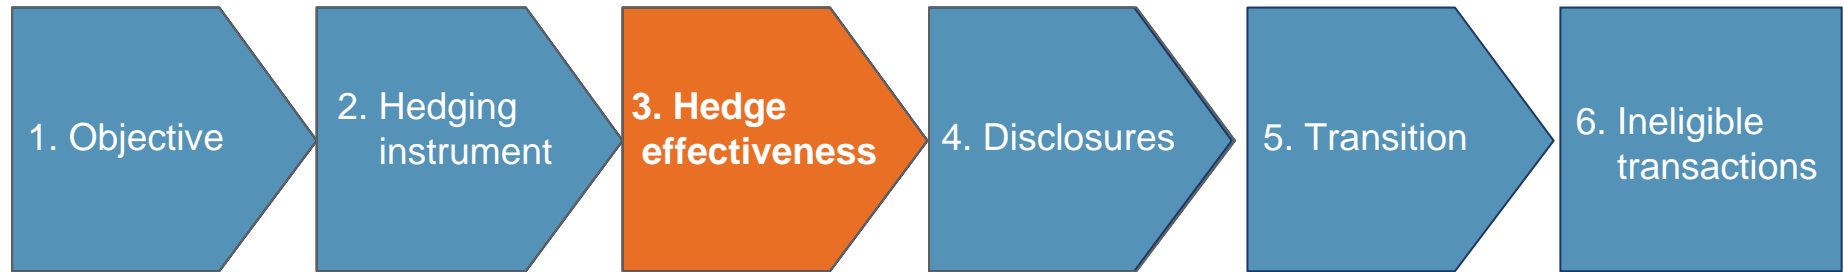 1. Objective
2. Hedging
instrument
3. Hedge
effectiveness
4. Disclosures
5. Transition
6. Ineligible
transactions